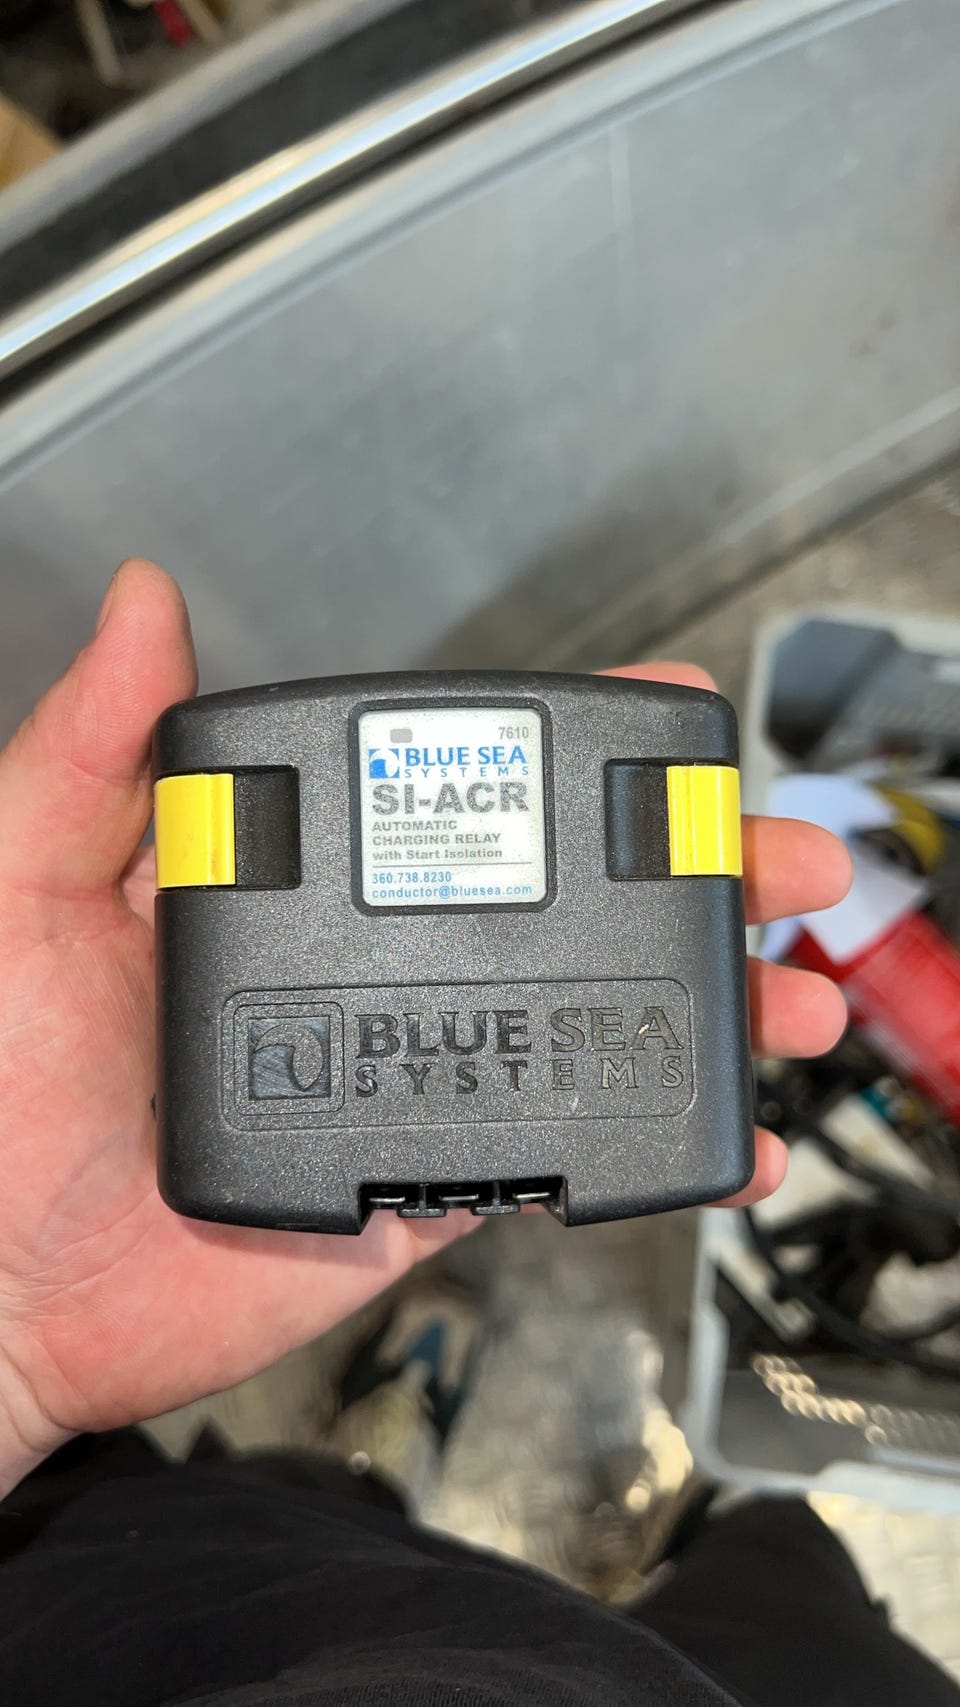 7610
BLUE SEA
SYSTEMS
SI-ACR
AUTOMATIC
CHARGING RELAY
with Start Isolation
360.738.8230
conductor@bluesea.com
BLUE SEA
SYSTEMS